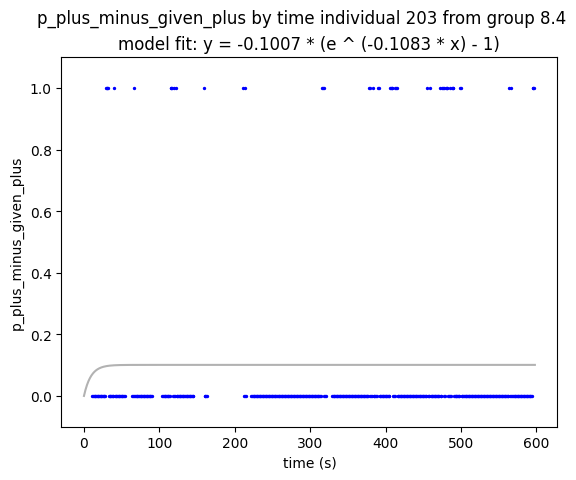 p_plus_minus_given_plus by time individual 203 from group 8.4
model fit: y = -0.1007 * (e ^ (-0.1083 * x) - 1)
1.0
0.8
0.6
0.4
0.2
0.0
p_plus_minus_given_plus
0 100 200 300 400 500 600
time (s)